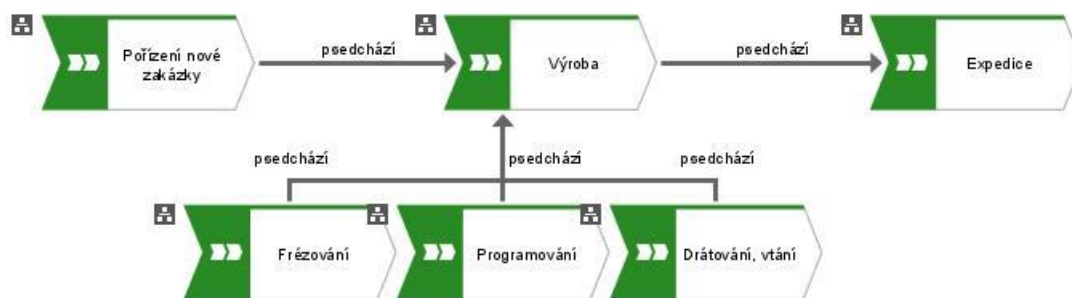 Pořízení nové
zakázky
psedchází
Výroba
psedchází
Expedice
psedchází
psedchází
psedchází
Frézování
Programování
Drátování, vtání